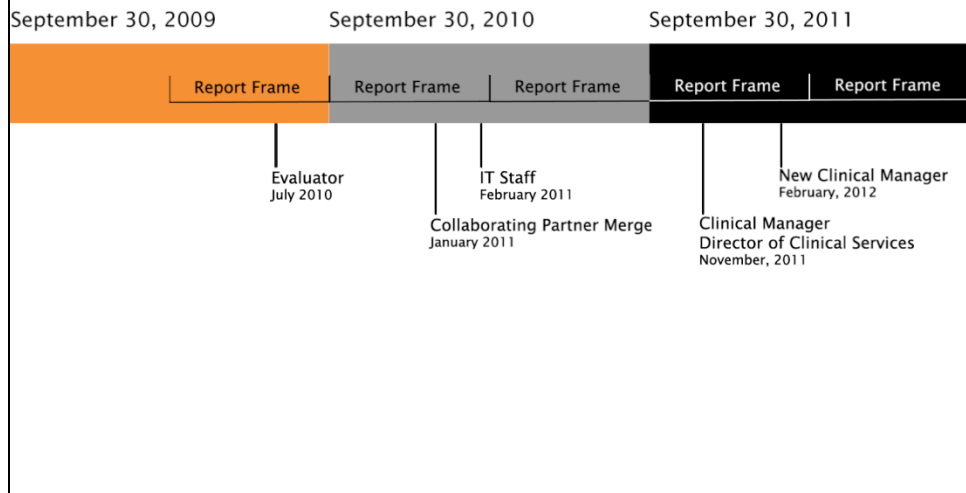 September 30, 2009
September 30, 2010
September 30, 2011
Report Frame
Report Frame
Report Frame
Report Frame
Report Frame
Evaluator
July 2010
IT Staff
February 2011
New Clinical Manager
February, 2012
Collaborating Partner Merge
January 2011
Clinical Manager
Director of Clinical Services
November, 2011